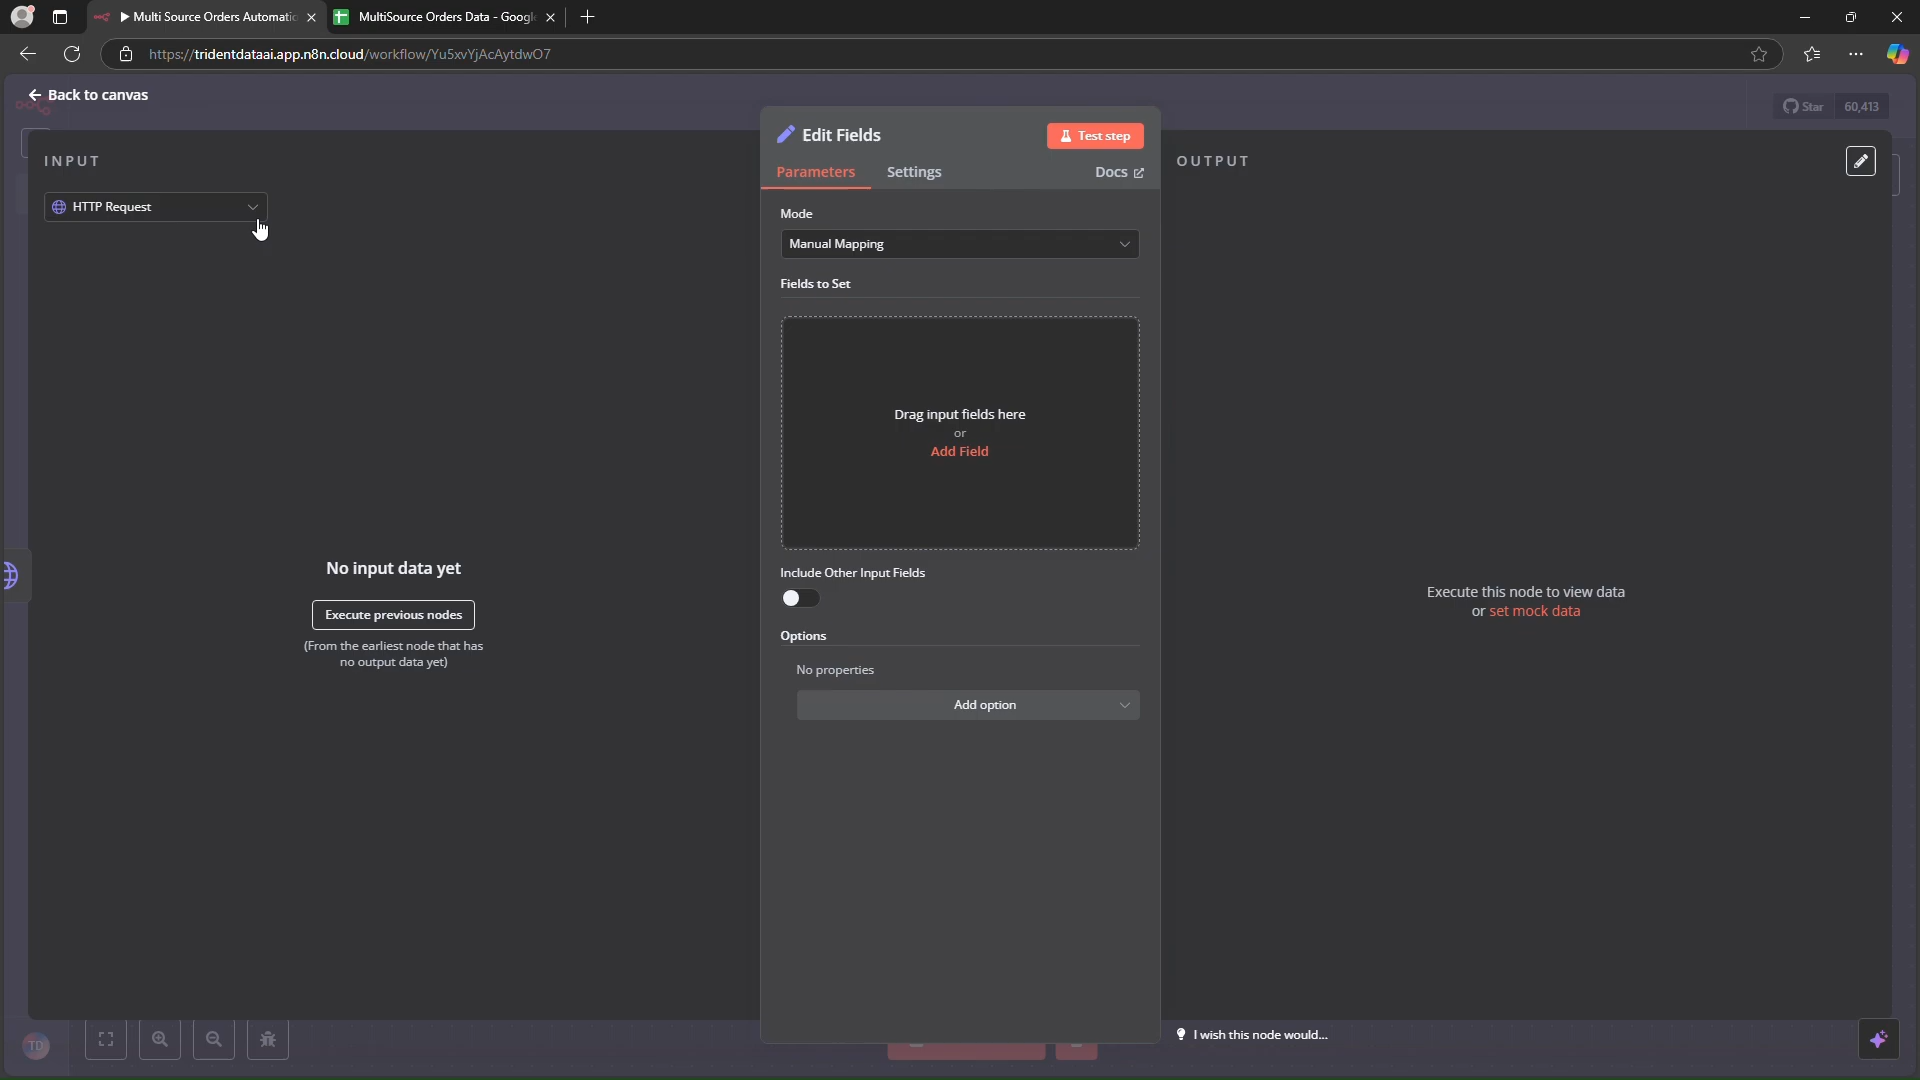 Multi Source Orders Automatic
MultiSource Orders Data - Google
https://tridentdataai.app.n8n.cloud/workflow/Yu5xvYjAcAytdwO7
Back to canvas
Star 60,413
INPUT
HTTP Request
No input data yet
Execute previous nodes
(From the earliest node that has
no output data yet)
Edit Fields
Test step
Parameters
Settings
Docs
Mode
Manual Mapping
Fields to Set
Drag input fields here
or
Add Field
Include Other Input Fields
Options
No properties
Add option
OUTPUT
Execute this node to view data
or set mock data
TD
I wish this node would...